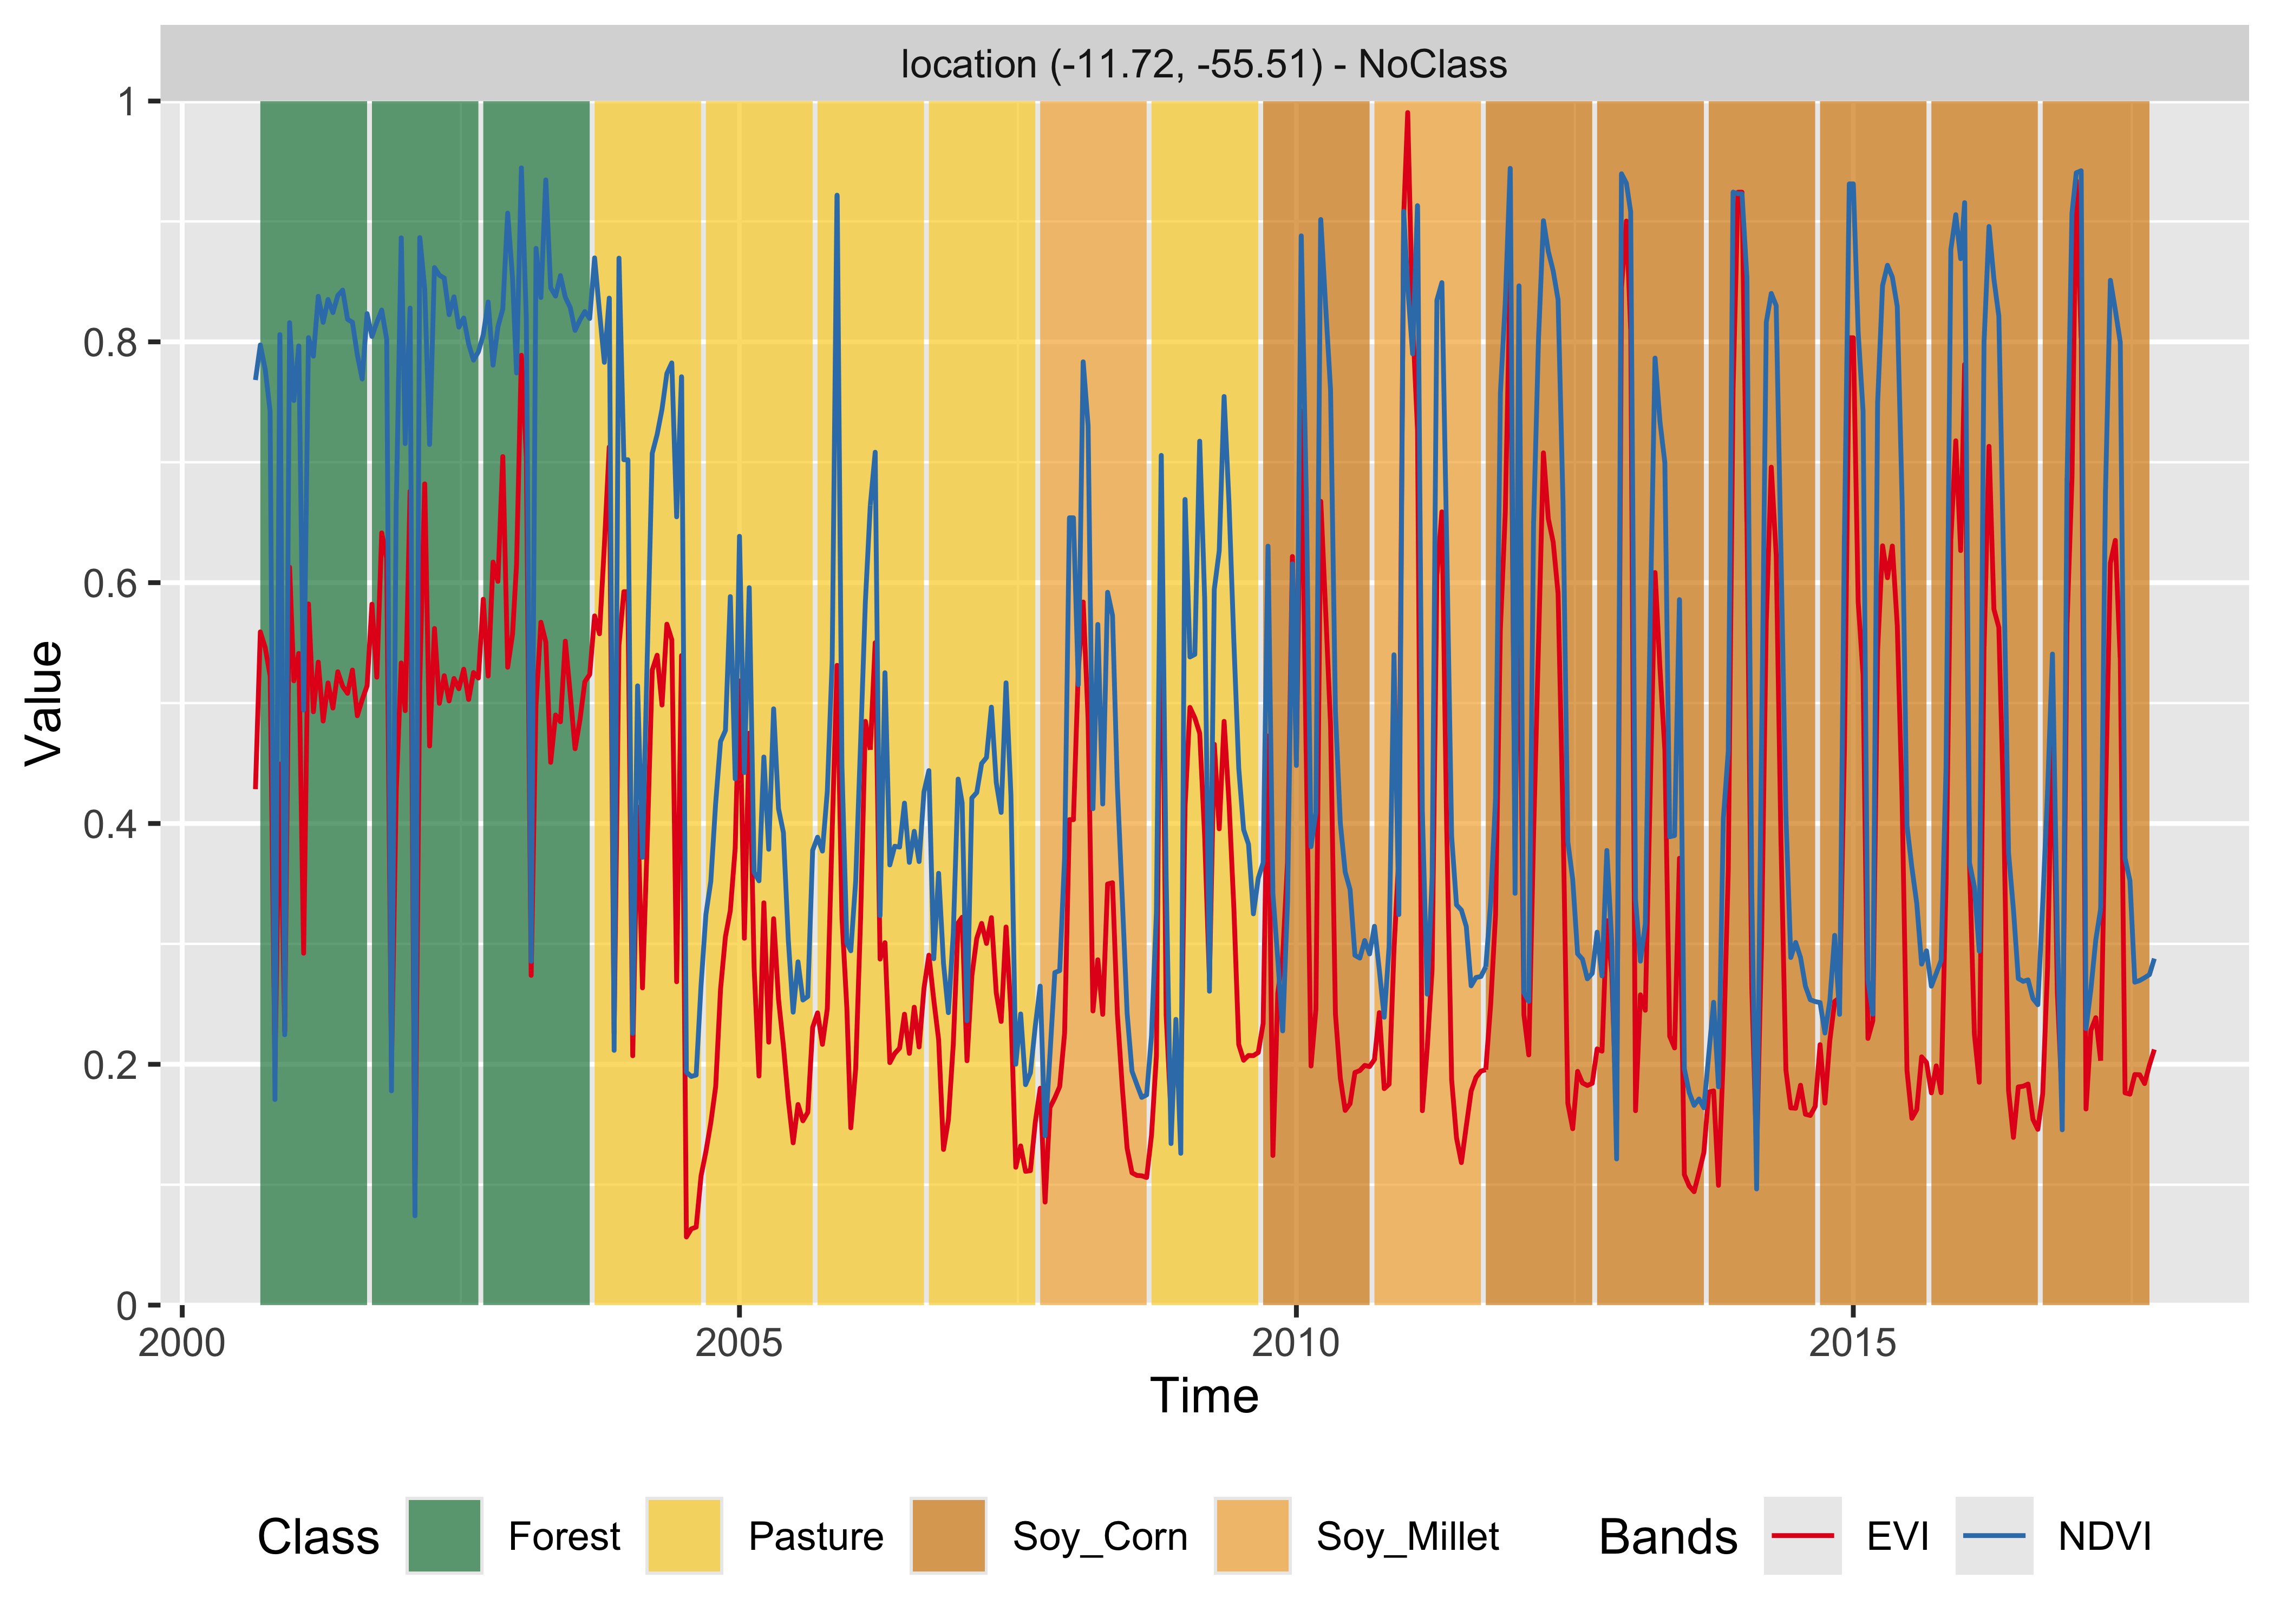 location (-11.72, -55.51) - NoClass
1
0.8
0.6
0.4
0.2
0
Value
2000 2005 2010 2015
Time
Class Forest Pasture Soy_Corn Soy_Millet Bands EVI NDVI